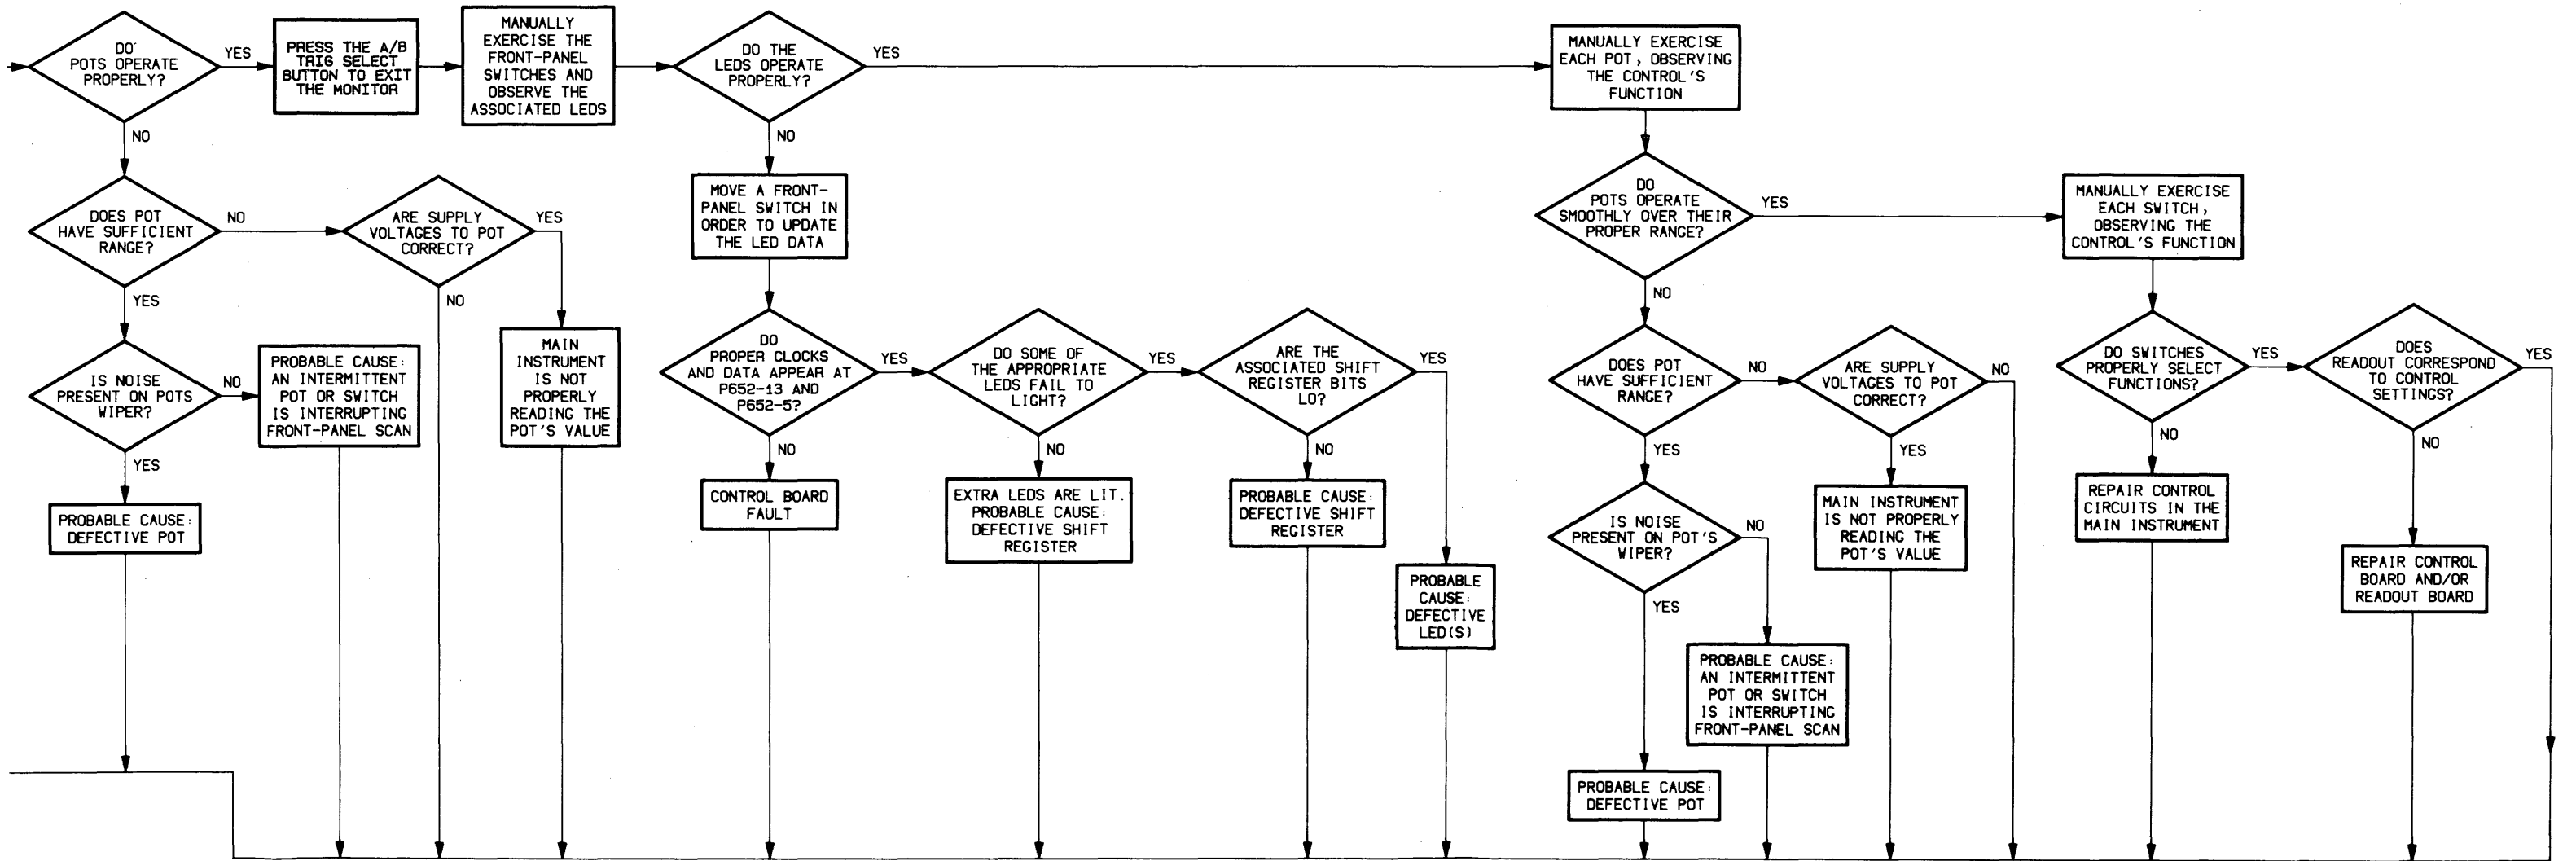 DO
POTS OPERATE
PROPERLY?
YES
NO
PRESS THE A/B
TRIG SELECT
BUTTON TO EXIT
THE MONITOR
MANUALLY
EXERCISE THE
FRONT-PANEL
SWITCHES AND
OBSERVE THE
ASSOCIATED LEDS
DO THE
LEDS OPERATE
PROPERLY?
YES
NO
MANUALLY EXERCISE
EACH POT, OBSERVING
THE CONTROL'S
FUNCTION
DOES POT
HAVE SUFFICIENT
RANGE?
NO
YES
ARE SUPPLY
VOLTAGES TO POT
CORRECT?
YES
NO
MOVE A FRONT-
PANEL SWITCH IN
ORDER TO UPDATE
THE LED DATA
DO
POTS OPERATE
SMOOTHLY OVER THEIR
PROPER RANGE?
YES
NO
MANUALLY EXERCISE
EACH SWITCH,
OBSERVING THE
CONTROL'S FUNCTION
IS NOISE
PRESENT ON POTS
WIPER?
NO
YES
PROBABLE CAUSE:
AN INTERMITTENT
POT OR SWITCH
IS INTERRUPTING
FRONT-PANEL SCAN
MAIN
INSTRUMENT
IS NOT
PROPERLY
READING THE
POT'S VALUE
DO
PROPER CLOCKS
AND DATA APPEAR AT
P652-13 AND
P652-5?
YES
NO
DO SOME OF
THE APPROPRIATE
LEDS FAIL TO
LIGHT?
YES
NO
ARE THE
ASSOCIATED SHIFT
REGISTER BITS
LO?
YES
NO
DOES POT
HAVE SUFFICIENT
RANGE?
NO
YES
ARE SUPPLY
VOLTAGES TO POT
CORRECT?
NO
YES
DO SWITCHES
PROPERLY SELECT
FUNCTIONS?
YES
NO
DOES
READOUT CORRESPOND
TO CONTROL
SETTINGS?
YES
NO
PROBABLE CAUSE:
DEFECTIVE POT
CONTROL BOARD
FAULT
EXTRA LEDS ARE LIT.
PROBABLE CAUSE:
DEFECTIVE SHIFT
REGISTER
PROBABLE CAUSE:
DEFECTIVE SHIFT
REGISTER
PROBABLE
CAUSE:
DEFECTIVE
LED(S)
IS NOISE
PRESENT ON POT'S
WIPER?
NO
YES
MAIN INSTRUMENT
IS NOT PROPERLY
READING THE
POT'S VALUE
REPAIR CONTROL
CIRCUITS IN THE
MAIN INSTRUMENT
REPAIR CONTROL
BOARD AND/OR
READOUT BOARD
PROBABLE CAUSE:
AN INTERMITTENT
POT OR SWITCH
IS INTERRUPTING
FRONT-PANEL SCAN
PROBABLE CAUSE:
DEFECTIVE POT